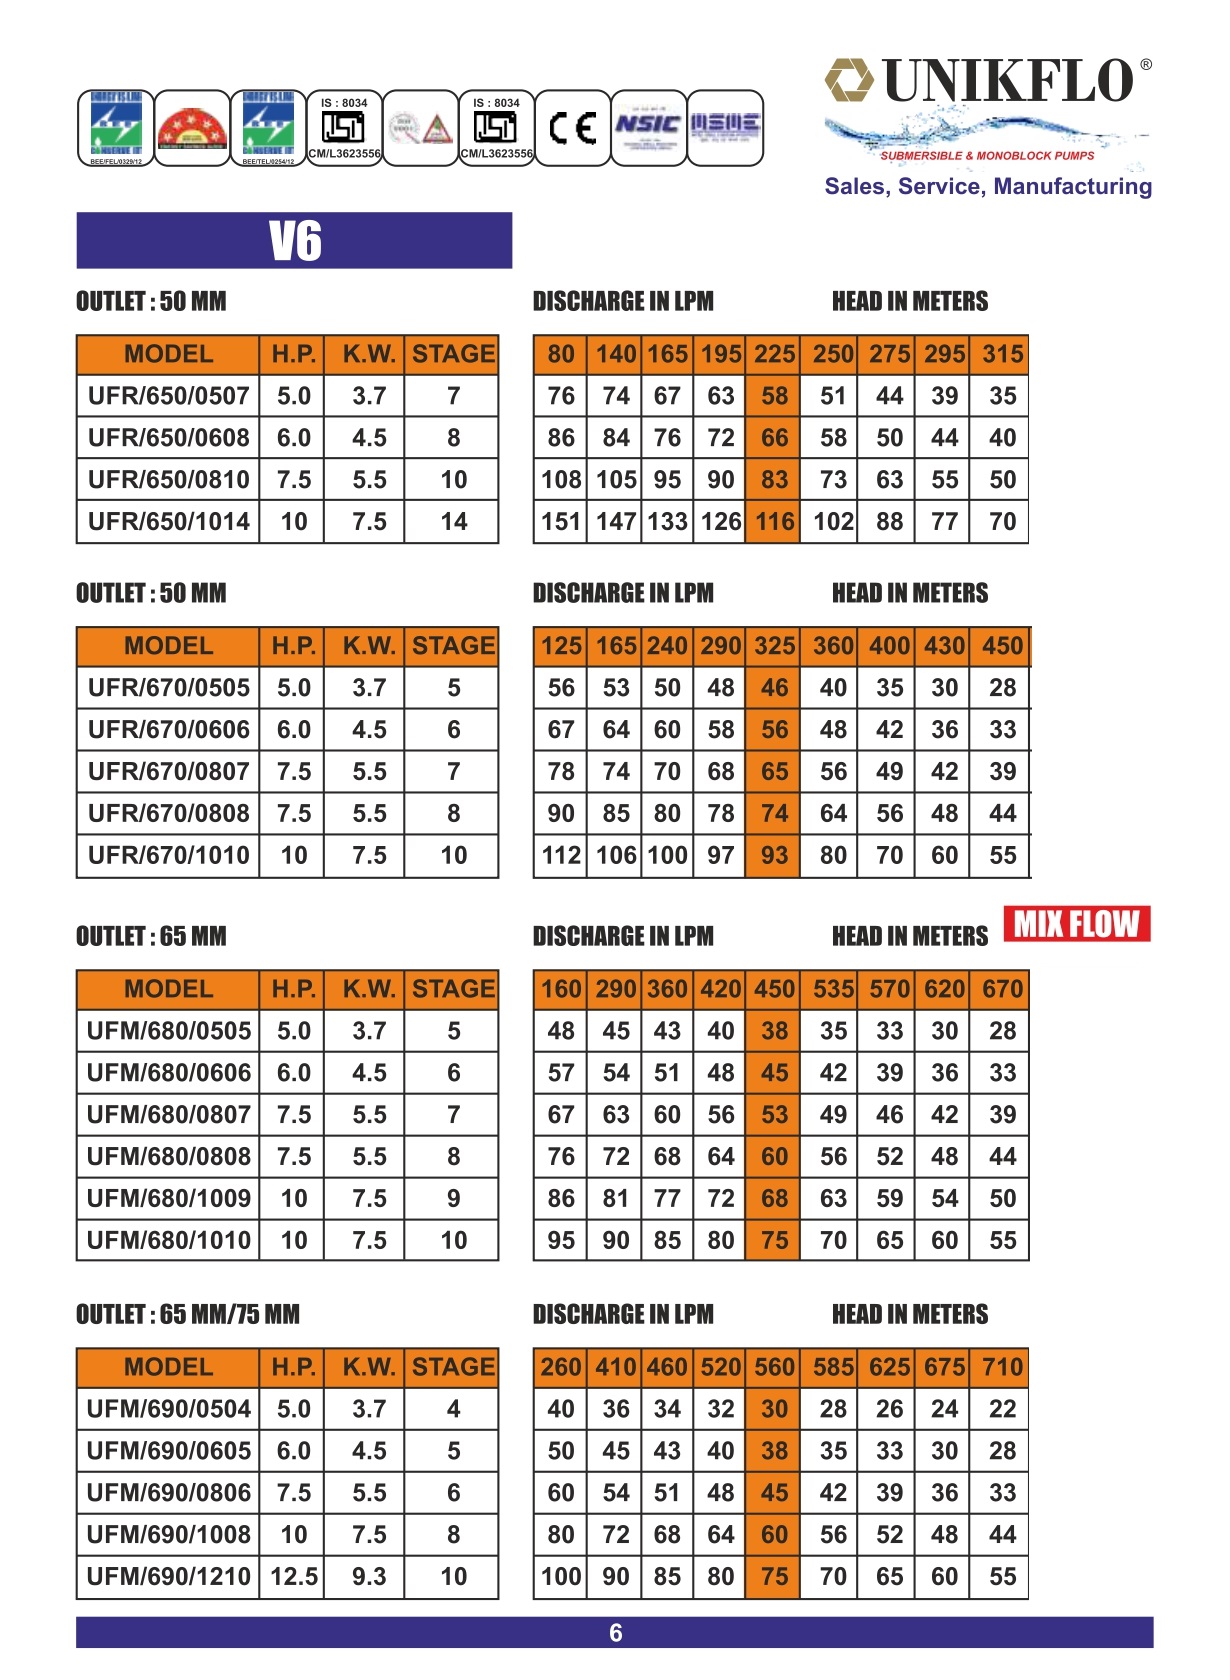 UNIKFLO ®
SUBMERSIBLE & MONOBLOCK PUMPS
Sales, Service, Manufacturing
BEE/FEL/0329/12
BEE/TEL/0254/12
IS : 8034
CM/L3623556
IS : 8034
CM/L3623556
CE
NSIC
MSME
V6
OUTLET : 50 MM DISCHARGE IN LPM HEAD IN METERS
MODEL H.P. K.W. STAGE 80 140 165 195 225 250 275 295 315
UFR/650/0507 5.0 3.7 7 76 74 67 63 58 51 44 39 35
UFR/650/0608 6.0 4.5 8 86 84 76 72 66 58 50 44 40
UFR/650/0810 7.5 5.5 10 108 105 95 90 83 73 63 55 50
UFR/650/1014 10 7.5 14 151 147 133 126 116 102 88 77 70
OUTLET : 50 MM DISCHARGE IN LPM HEAD IN METERS
MODEL H.P. K.W. STAGE 125 165 240 290 325 360 400 430 450
UFR/670/0505 5.0 3.7 5 56 53 50 48 46 40 35 30 28
UFR/670/0606 6.0 4.5 6 67 64 60 58 56 48 42 36 33
UFR/670/0807 7.5 5.5 7 78 74 70 68 65 56 49 42 39
UFR/670/0808 7.5 5.5 8 90 85 80 78 74 64 56 48 44
UFR/670/1010 10 7.5 10 112 106 100 97 93 80 70 60 55
OUTLET : 65 MM DISCHARGE IN LPM HEAD IN METERS MIX FLOW
MODEL H.P. K.W. STAGE 160 290 360 420 450 535 570 620 670
UFM/680/0505 5.0 3.7 5 48 45 43 40 38 35 33 30 28
UFM/680/0606 6.0 4.5 6 57 54 51 48 45 42 39 36 33
UFM/680/0807 7.5 5.5 7 67 63 60 56 53 49 46 42 39
UFM/680/0808 7.5 5.5 8 76 72 68 64 60 56 52 48 44
UFM/680/1009 10 7.5 9 86 81 77 72 68 63 59 54 50
UFM/680/1010 10 7.5 10 95 90 85 80 75 70 65 60 55
OUTLET : 65 MM/75 MM DISCHARGE IN LPM HEAD IN METERS
MODEL H.P. K.W. STAGE 260 410 460 520 560 585 625 675 710
UFM/690/0504 5.0 3.7 4 40 36 34 32 30 28 26 24 22
UFM/690/0605 6.0 4.5 5 50 45 43 40 38 35 33 30 28
UFM/690/0806 7.5 5.5 6 60 54 51 48 45 42 39 36 33
UFM/690/1008 10 7.5 8 80 72 68 64 60 56 52 48 44
UFM/690/1210 12.5 9.3 10 100 90 85 80 75 70 65 60 55
6